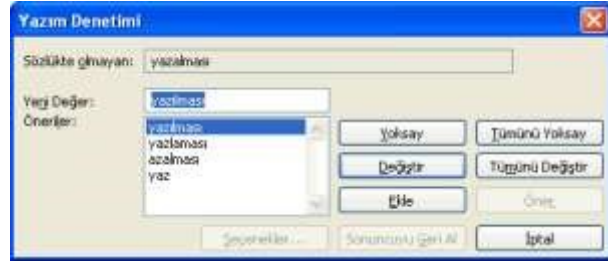 Yazım Denetimi
Sözlükte olmayan: yazalması
Yeni Değer: yazılması
Öneriler:
yazılması
yazlaması
azalması
yaz
Yoksay
Tümünü Yoksay
Değiştir
Tümünü Değiştir
Ekle
Öner
Seçenekler...
Sonuncuyu Geri Al
İptal